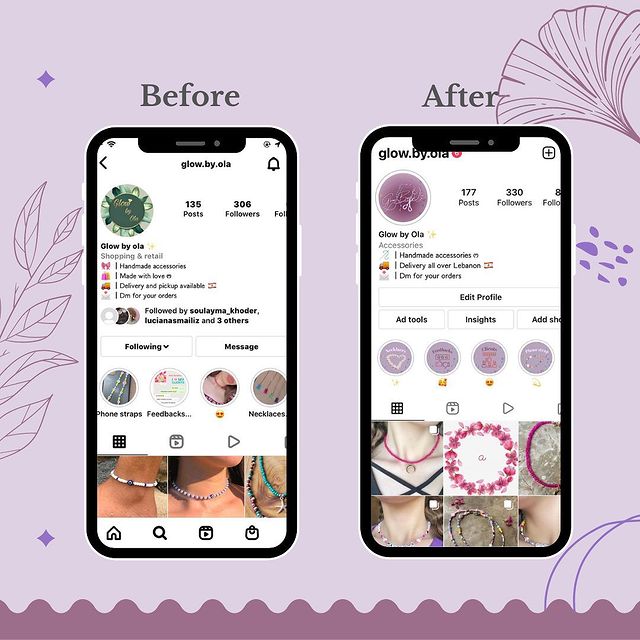 Before
After
glow.by.ola
Glow
by
Ola
135
306
Posts
Followers
Glow by ola ✨
Shopping & retail
🎀 | Handmade accessories
🛍️ | Made with love ღ
🚚 | Delivery and pickup available 🇱🇧
📨 | Dm for your orders
Followed by soulayma_khoder,
lucianasmailiz and 3 others
Following
Message
Phone straps
Feedbacks...
😍
Necklaces...
glow.by.ola
177
330
8
Posts
Followers
Glow by Ola ✨
Accessories
| Handmade accessories ღ
🚚 | Delivery all over Lebanon 🇱🇧
📨 | Dm for your orders
Edit Profile
Ad tools
Insights
Add sho
Necklaces
Feedbacks
Clients
Phone straps
✨
🥰
😍
💫
a